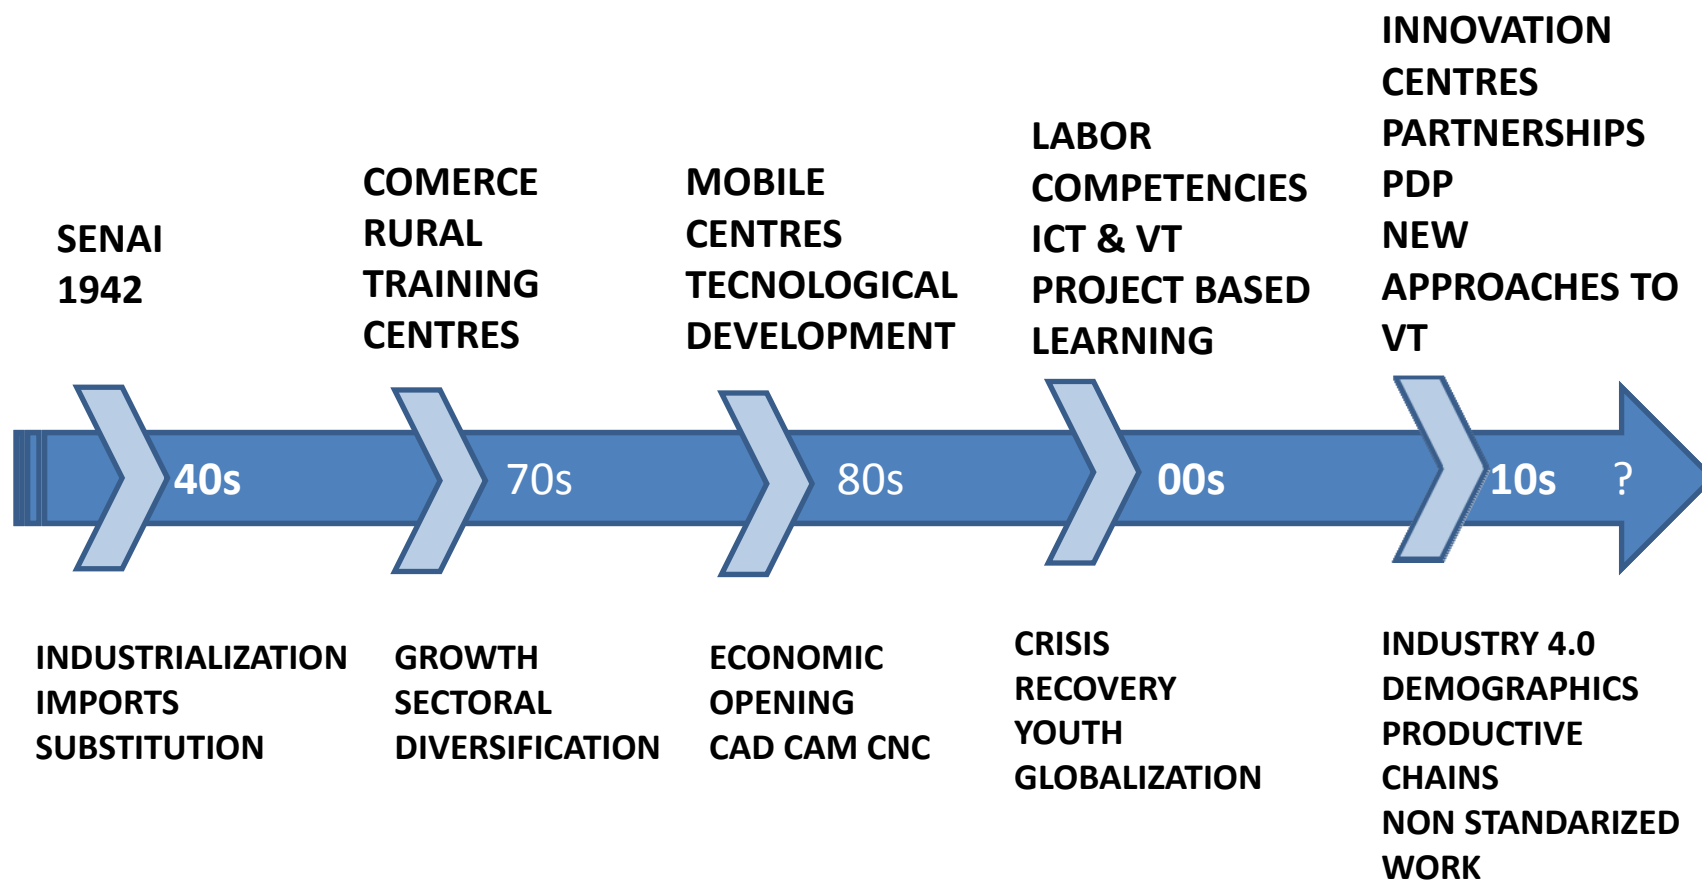 SENAI
1942
COMERCE
RURAL
TRAINING
CENTRES
MOBILE
CENTRES
TECNOLOGICAL
DEVELOPMENT
LABOR
COMPETENCIES
ICT & VT
PROJECT BASED
LEARNING
INNOVATION
CENTRES
PARTNERSHIPS
PDP
NEW
APPROACHES TO
VT
40s
70s
80s
00s
10s
?
INDUSTRIALIZATION
IMPORTS
SUBSTITUTION
GROWTH
SECTORAL
DIVERSIFICATION
ECONOMIC
OPENING
CAD CAM CNC
CRISIS
RECOVERY
YOUTH
GLOBALIZATION
INDUSTRY 4.0
DEMOGRAPHICS
PRODUCTIVE
CHAINS
NON STANDARIZED
WORK